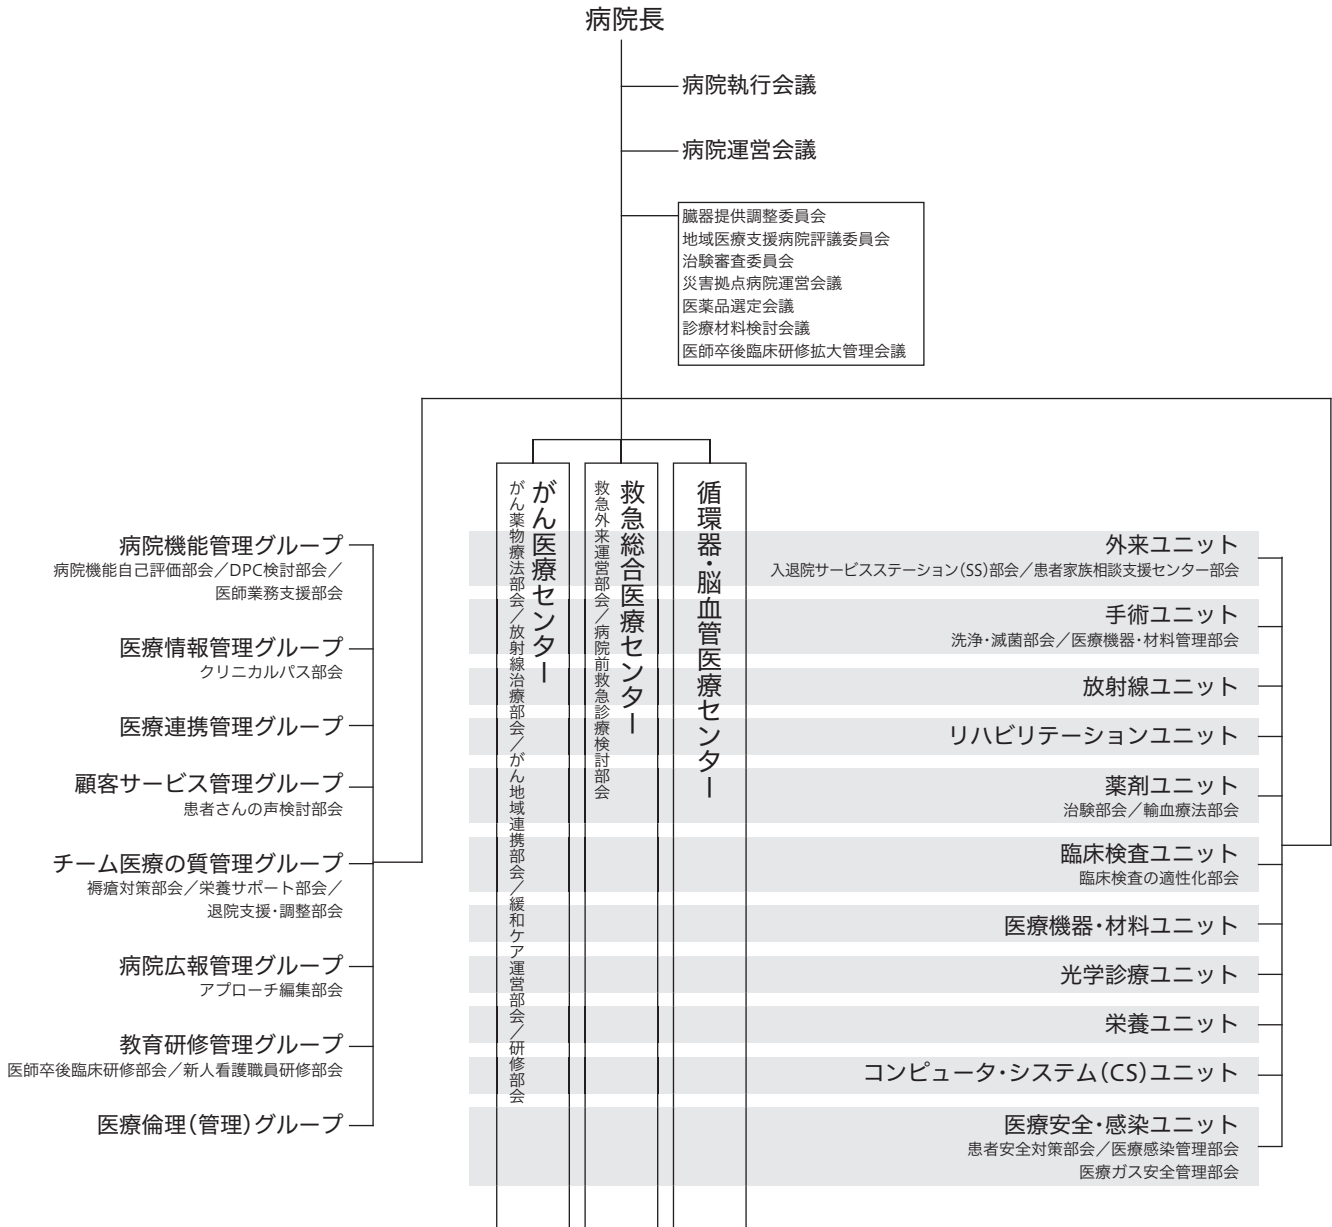 病院長
病院執行会議
病院運営会議
臓器提供調整委員会
地域医療支援病院評議委員会
治験審査委員会
災害拠点病院運営会議
医薬品選定会議
診療材料検討会議
医師卒後臨床研修拡大管理会議
がん医療センター
がん薬物療法部会／放射線治療部会／がん地域連携部会／緩和ケア運営部会／研修部会
救急総合医療センター
救急外来運営部会／病院前救急診療検討部会
循環器・脳血管医療センター
病院機能管理グループ
病院機能自己評価部会／DPC検討部会／
医師業務支援部会
医療情報管理グループ
クリニカルパス部会
医療連携管理グループ
顧客サービス管理グループ
患者さんの声検討部会
チーム医療の質管理グループ
褥瘡対策部会／栄養サポート部会／
退院支援・調整部会
病院広報管理グループ
アプローチ編集部会
教育研修管理グループ
医師卒後臨床研修部会／新人看護職員研修部会
医療倫理（管理）グループ
外来ユニット
入退院サービスステーション（SS）部会／患者家族相談支援センター部会
手術ユニット
洗浄・滅菌部会／医療機器・材料管理部会
放射線ユニット
リハビリテーションユニット
薬剤ユニット
治験部会／輸血療法部会
臨床検査ユニット
臨床検査の適性化部会
医療機器・材料ユニット
光学診療ユニット
栄養ユニット
コンピュータ・システム（CS）ユニット
医療安全・感染ユニット
患者安全対策部会／医療感染管理部会
医療ガス安全管理部会